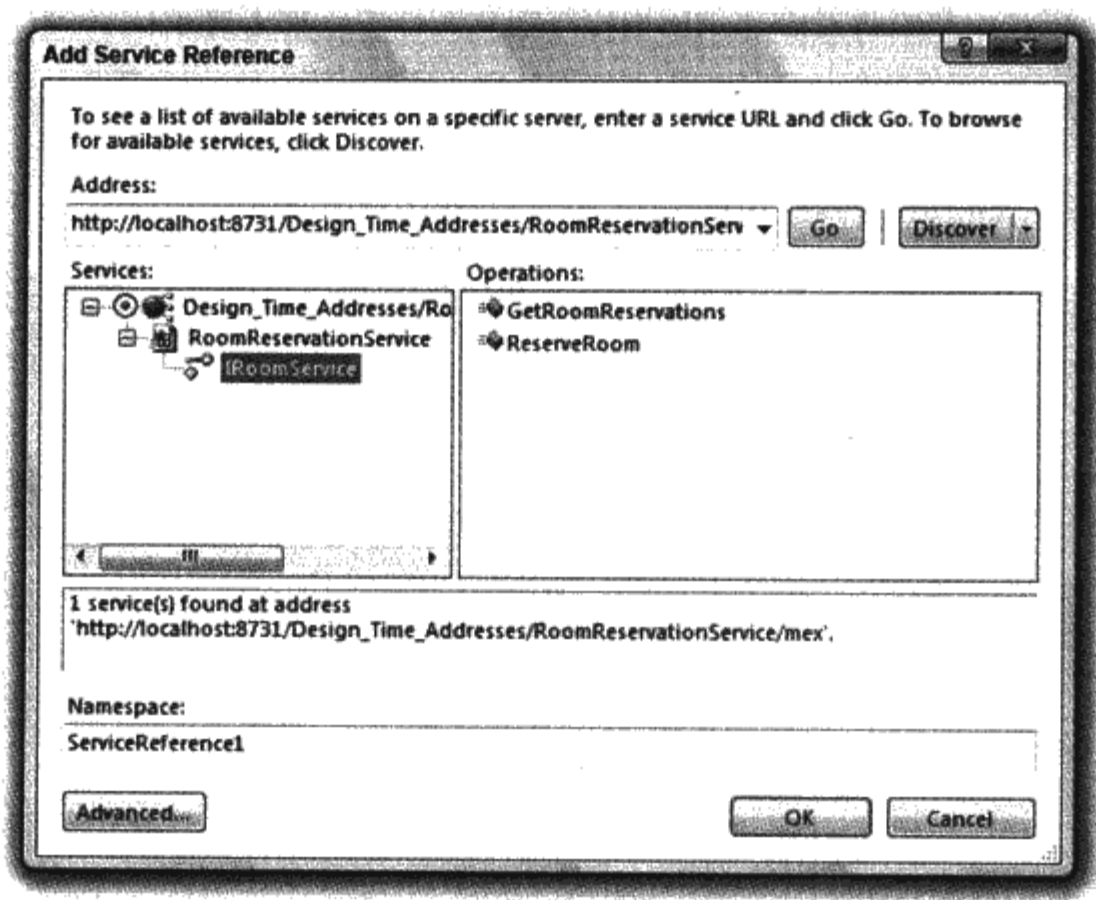 Add Service Reference
To see a list of available services on a specific server, enter a service URL and click Go. To browse
for available services, click Discover.
Address:
http://localhost:8731/Design_Time_Addresses/RoomReservationServ
Go
Discover
Services:
Operations:
Design_Time_Addresses/Ro
RoomReservationService
IRoomService
GetRoomReservations
ReserveRoom
1 service(s) found at address
'http://localhost:8731/Design_Time_Addresses/RoomReservationService/mex'.
Namespace:
ServiceReference1
Advanced...
OK
Cancel